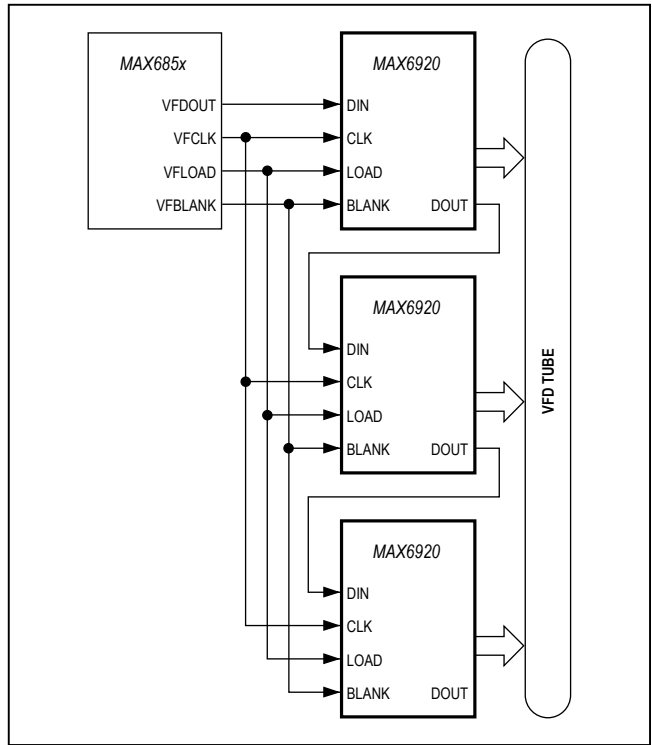 MAX685x
VFDOUT
VFCLK
VFLOAD
VFBLANK
MAX6920
DIN
CLK
LOAD
BLANK DOUT
MAX6920
DIN
CLK
LOAD
BLANK DOUT
MAX6920
DIN
CLK
LOAD
BLANK DOUT
VFD TUBE